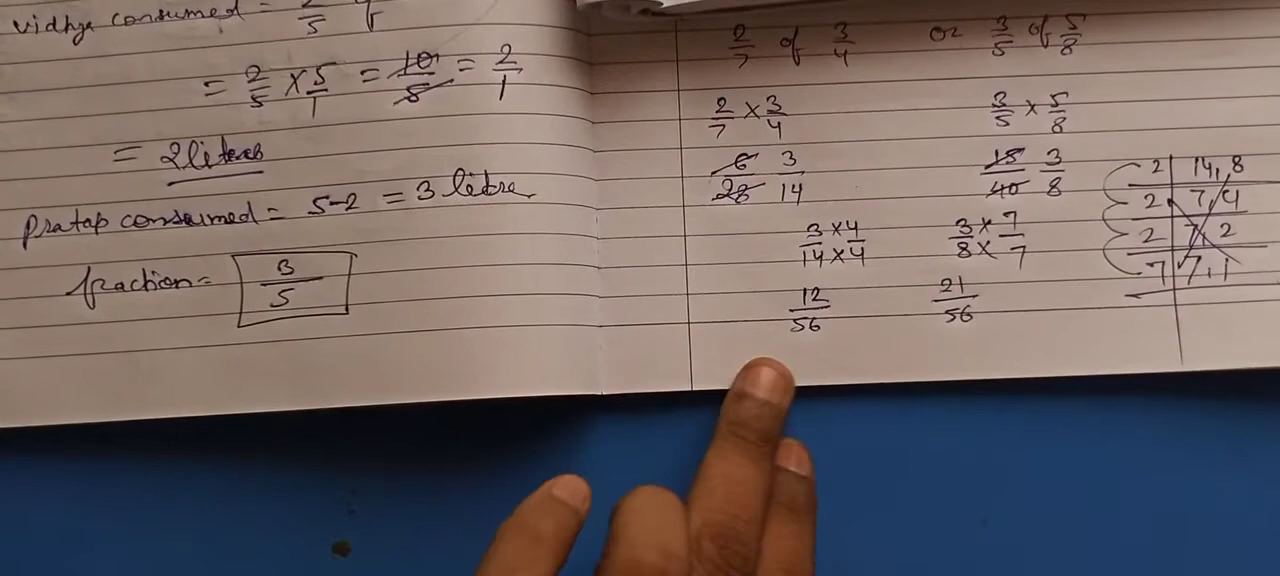 Vidhya consumed = 2/5 of
= 2/5 × 5/1 = 10/5 = 2/1
= 2 liters
Pratap consumed = 5-2 = 3 litre
fraction = 3/5
2/7 of 3/4 or 3/5 of 5/8
2/7 × 3/4 3/5 × 5/8
6/28 3/14 15/40 3/8
3×4/14×4 3×7/8×7
12/56 21/56
2 | 14, 8
2 | 7, 4
2 | 7, 2
7 | 7, 1